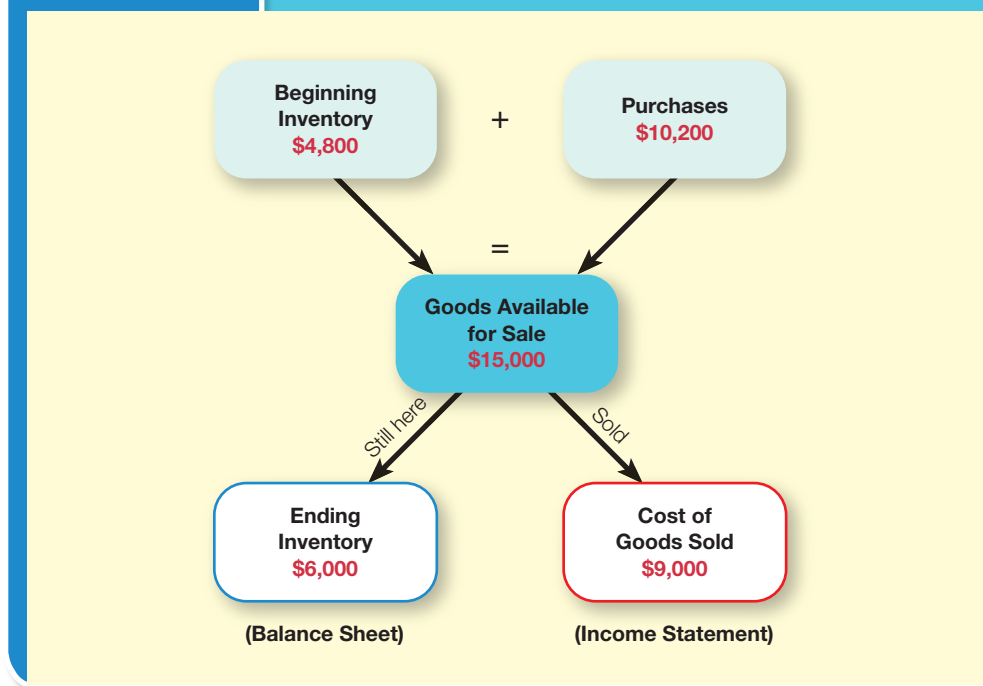 Beginning
Inventory
$4,800
+
Purchases
$10,200
=
Goods Available
for Sale
$15,000
Still here
Sold
Ending
Inventory
$6,000
Cost of
Goods Sold
$9,000
(Balance Sheet)
(Income Statement)